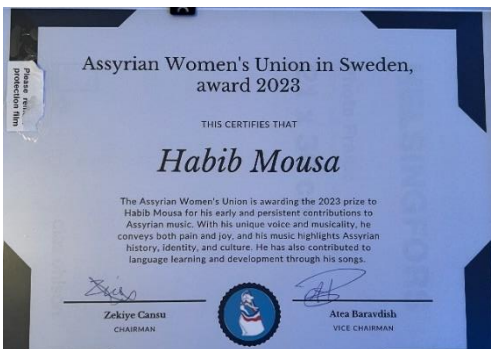 Assyrian Women's Union in Sweden,
award 2023
Please rem
protection film
THIS CERTIFIES THAT
Habib Mousa
The Assyrian Women's Union is awarding the 2023 prize to
Habib Mousa for his early and persistent contributions to
Assyrian music. With his unique voice and musicality, he
conveys both pain and joy, and his music highlights Assyrian
history, identity, and culture. He has also contributed to
language learning and development through his songs.
Zekiye Cansu
CHAIRMAN
Atea Baravdish
VICE CHAIRMAN